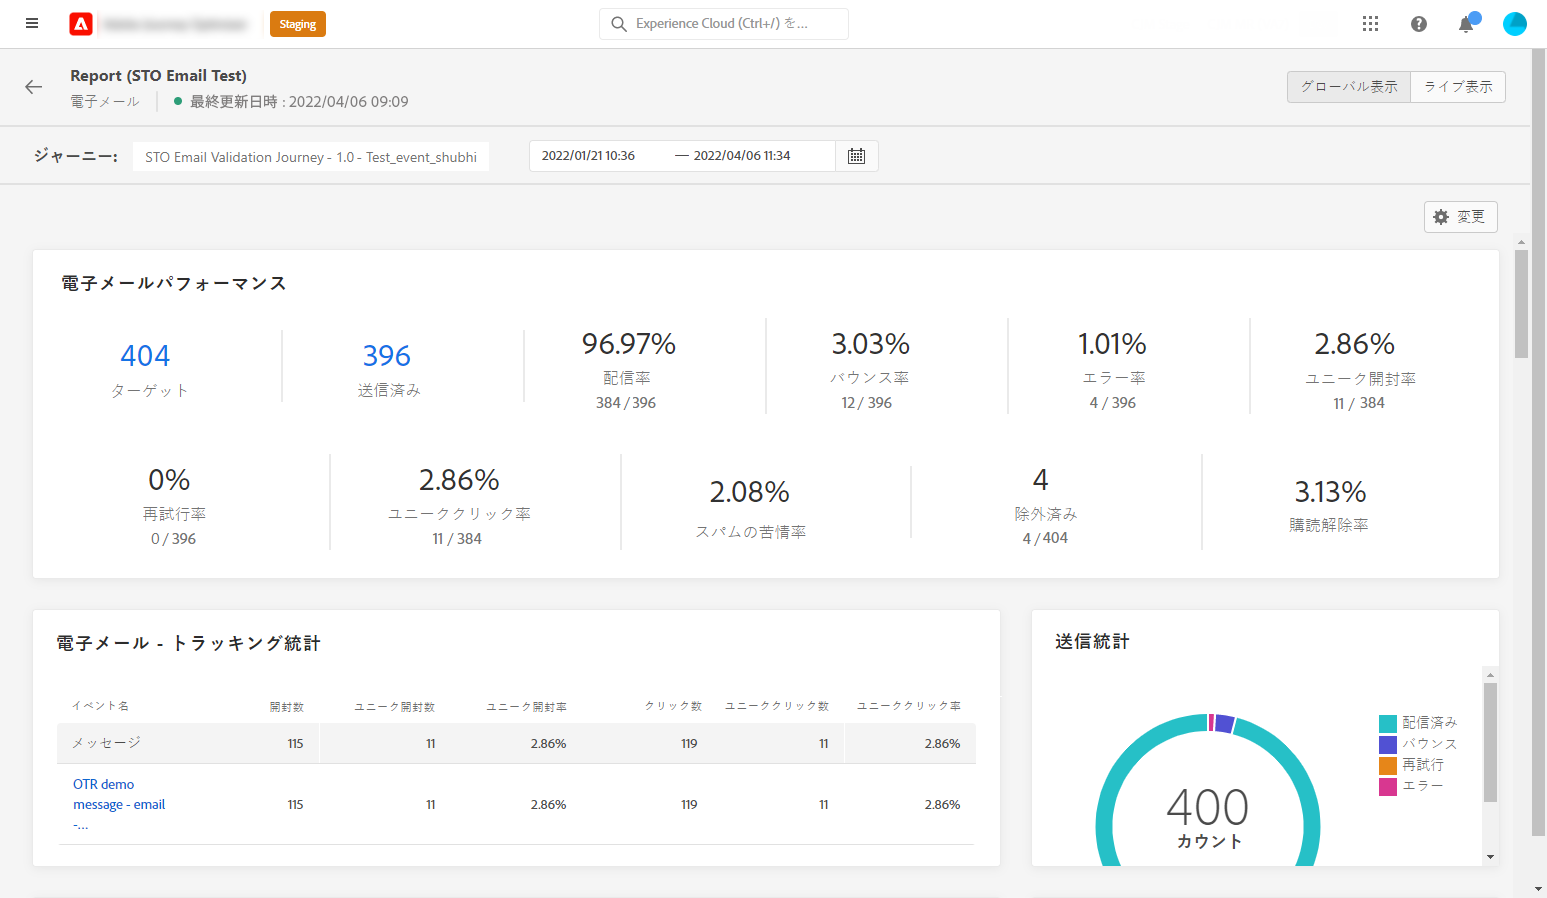 Staging
Experience Cloud (Ctrl+/) を...
Report (STO Email Test)
電子メール
最終更新日時 : 2022/04/06 09:09
グローバル表示
ライブ表示
ジャーニー:
STO Email Validation Journey - 1.0 - Test_event_shubhi
2022/01/21 10:36 — 2022/04/06 11:34
変更
電子メールパフォーマンス
404
ターゲット
396
送信済み
96.97%
配信率
384 / 396
3.03%
バウンス率
12 / 396
1.01%
エラー率
4 / 396
2.86%
ユニーク開封率
11 / 384
0%
再試行率
0 / 396
2.86%
ユニーククリック率
11 / 384
2.08%
スパムの苦情率
4
除外済み
4 / 404
3.13%
購読解除率
電子メール - トラッキング統計
イベント名 開封数 ユニーク開封数 ユニーク開封率 クリック数 ユニーククリック数 ユニーククリック率
メッセージ 115 11 2.86% 119 11 2.86%
OTR demo
message - email 115 11 2.86% 119 11 2.86%
-...
送信統計
400
カウント
配信済み
バウンス
再試行
エラー